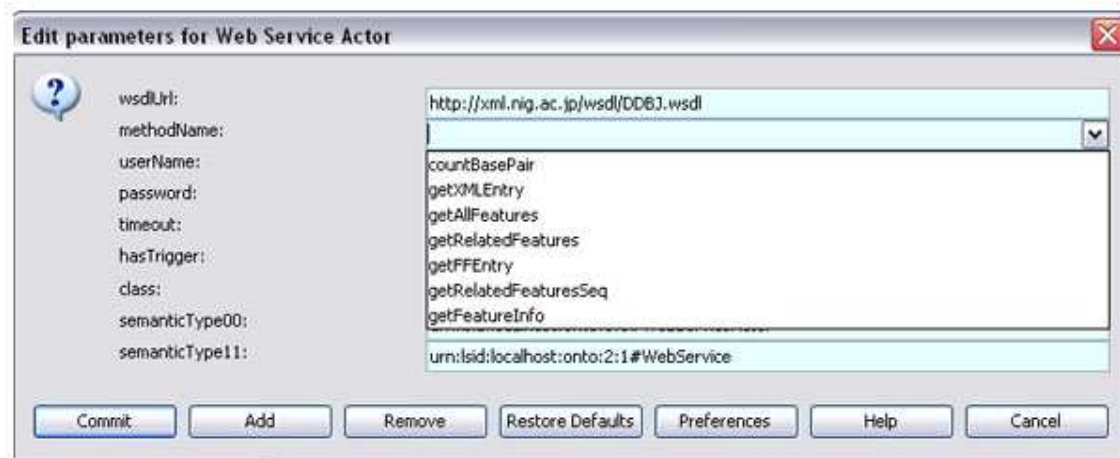 Edit parameters for Web Service Actor
wsdlUrl: http://xml.nig.ac.jp/wsdl/DDBJ.wsdl
methodName:
userName: countBasePair
password: getXMLEntry
timeout: getAllFeatures
hasTrigger: getRelatedFeatures
class: getFFEntry
getRelatedFeaturesSeq
semanticType00: getFeatureInfo
semanticType11: urn:lsid:localhost:onto:2:1#WebService
Commit Add Remove Restore Defaults Preferences Help Cancel